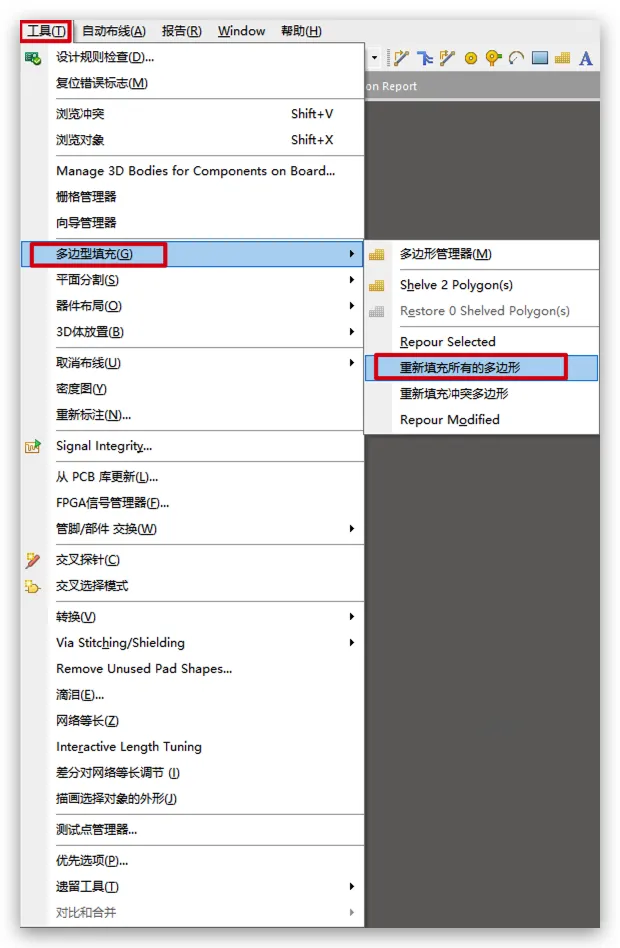 工具(T) 自动布线(A) 报告(R) Window 帮助(H)
设计规则检查(D)...
复位错误标志(M)
on Report
浏览冲突 Shift+V
浏览对象 Shift+X
Manage 3D Bodies for Components on Board...
栅格管理器
向导管理器
多边型填充(G)
平面分割(S)
器件布局(O)
3D体放置(B)
取消布线(U)
密度图(Y)
重新标注(N)...
Signal Integrity...
从 PCB 库更新(L)...
FPGA信号管理器(F)...
管脚/部件 交换(W)
交叉探针(C)
交叉选择模式
转换(V)
Via Stitching/Shielding
Remove Unused Pad Shapes...
滴泪(E)...
网络等长(Z)
Interactive Length Tuning
差分对网络等长调节 (I)
描画选择对象的外形(J)
测试点管理器...
优先选项(P)...
遗留工具(T)
对比和合并
多边形管理器(M)
Shelve 2 Polygon(s)
Restore 0 Shelved Polygon(s)
Repour Selected
重新填充所有的多边形
重新填充冲突多边形
Repour Modified